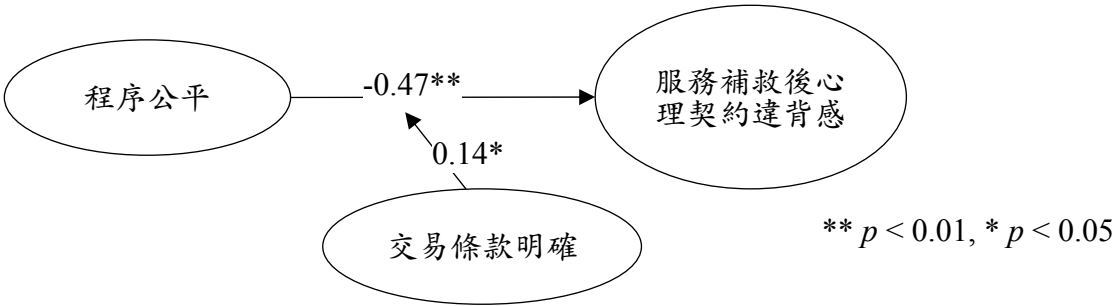 程序公平
-0.47**
服務補救後心
理契約違背感
0.14*
交易條款明確
** p < 0.01, * p < 0.05